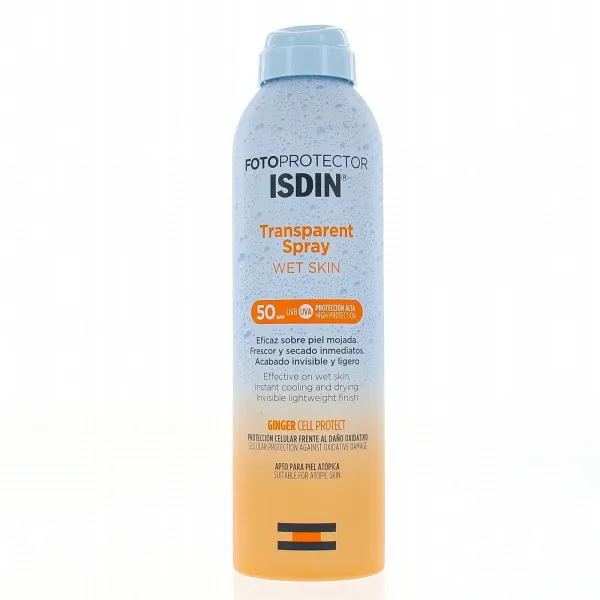 FOTOPROTECTOR
ISDIN®
Transparent
Spray
WET SKIN
50 SPF UVB UVA PROTECCIÓN ALTA
HIGH PROTECTION
Eficaz sobre piel mojada.
Frescor y secado inmediatos.
Acabado invisible y ligero
Effective on wet skin.
Instant cooling and drying.
Invisible lightweight finish
GINGER CELL PROTECT
PROTECCIÓN CELULAR FRENTE AL DAÑO OXIDATIVO
CELLULAR PROTECTION AGAINST OXIDATIVE DAMAGE
APTO PARA PIEL ATÓPICA
SUITABLE FOR ATOPIC SKIN